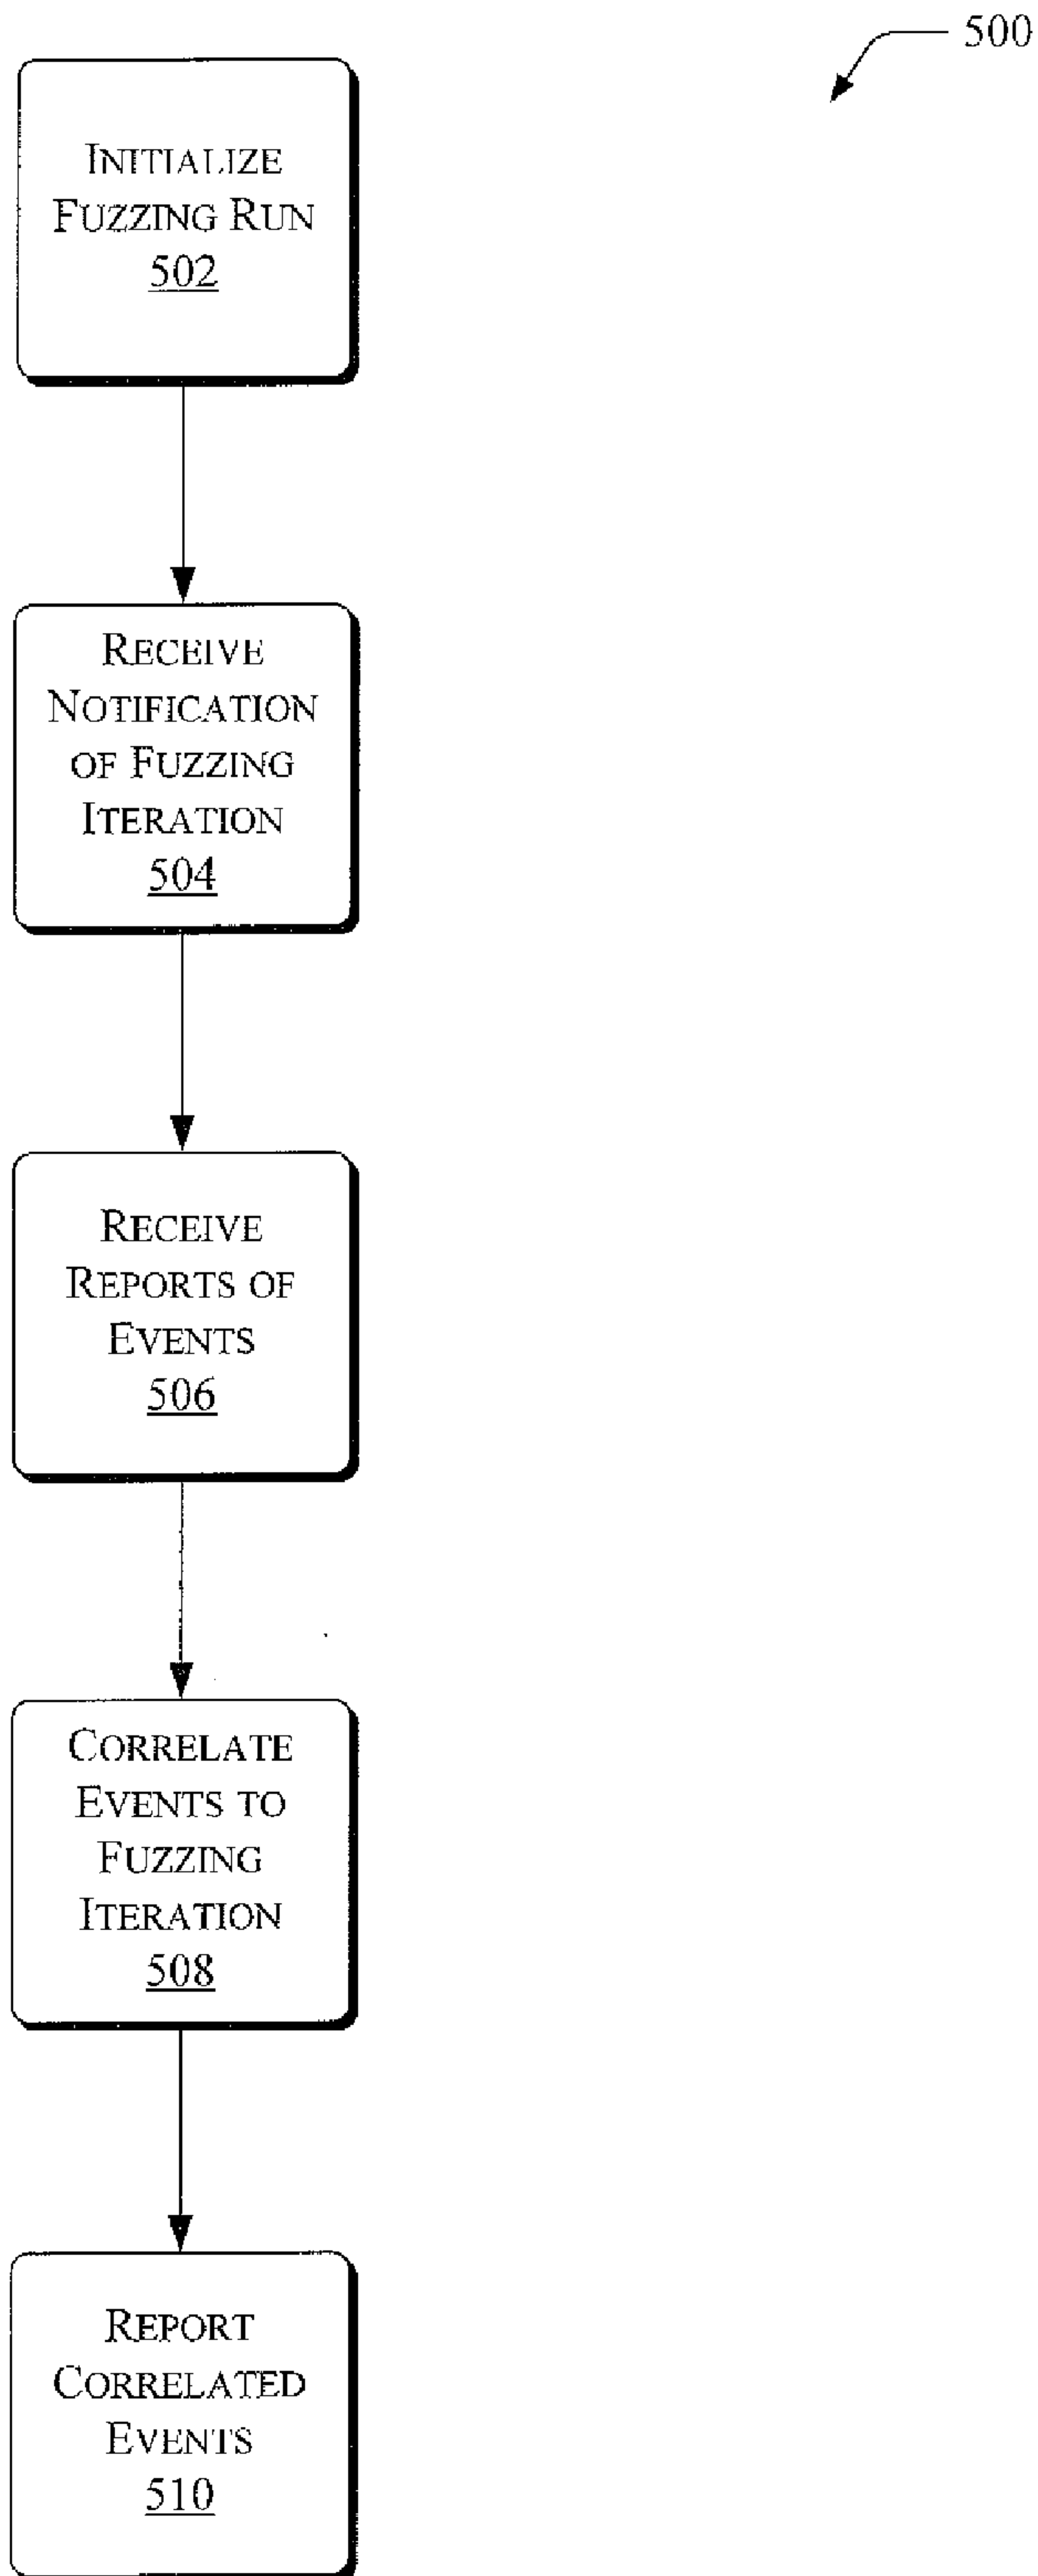 500
INITIALIZE
FUZZING RUN
502
RECEIVE
NOTIFICATION
OF FUZZING
ITERATION
504
RECEIVE
REPORTS OF
EVENTS
506
CORRELATE
EVENTS TO
FUZZING
ITERATION
508
REPORT
CORRELATED
EVENTS
510